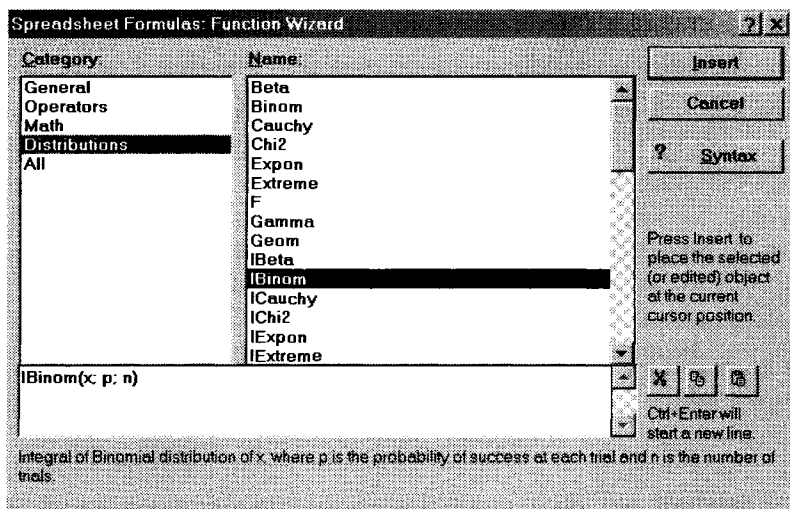 Spreadsheet Formulas: Function Wizard ? ×
Category:
General
Operators
Math
Distributions
All
Name:
Beta
Binom
Cauchy
Chi2
Expon
Extreme
F
Gamma
Geom
IBeta
IBinom
ICauchy
IChi2
IExpon
IExtreme
Insert
Cancel
? Syntax
Press Insert to
place the selected
(or edited) object
at the current
cursor position.
IBinom(x; p; n)
Ctrl+Enter will
start a new line.
Integral of Binomial distribution of x, where p is the probability of success at each trial and n is the number of
trials.